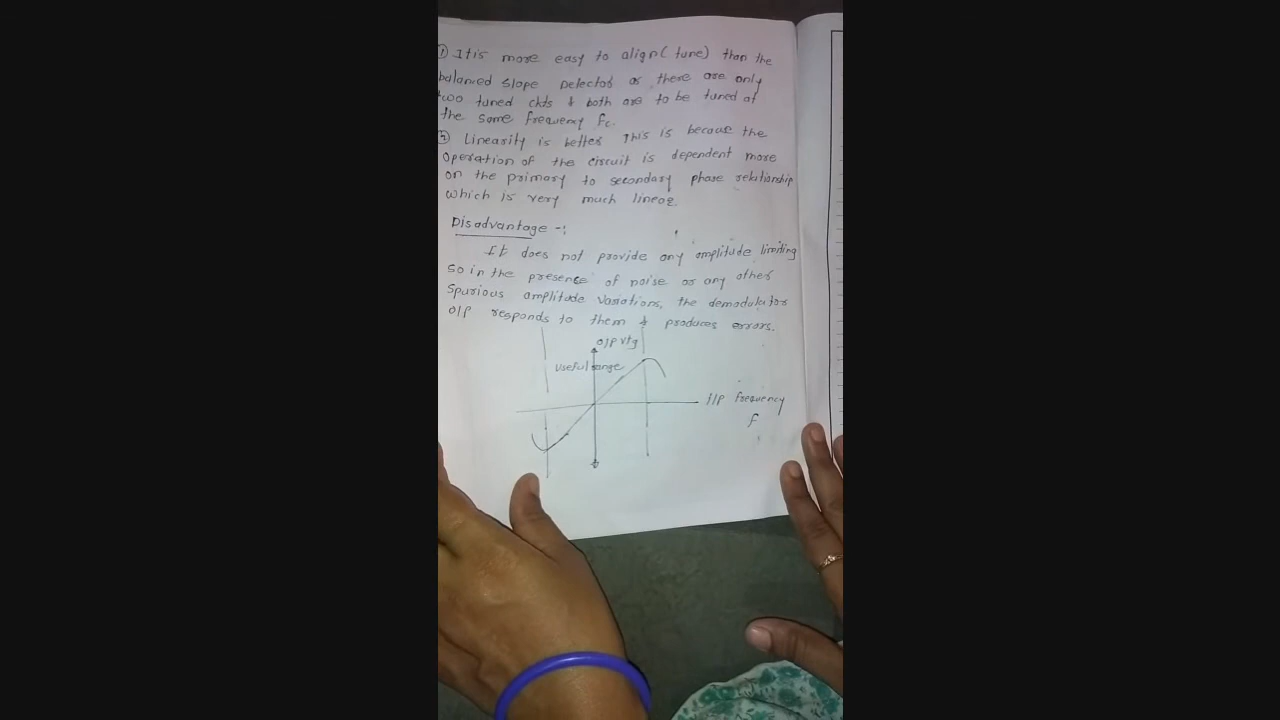 ① It is more easy to align( tune) than the
balanced slope Detector as there are only
two tuned ckts & both are to be tuned at
the same frequency fc.
② Linearity is better This is because the
operation of the circuit is dependent more
on the primary to secondary phase relationship
which is very much linear.
Disadvantage -:
It does not provide any amplitude limiting
so in the presence of noise or any other
spurious amplitude variations, the demodulator
O/P responds to them & produces errors.
O/P Vtg
Useful range
I/P frequency
f